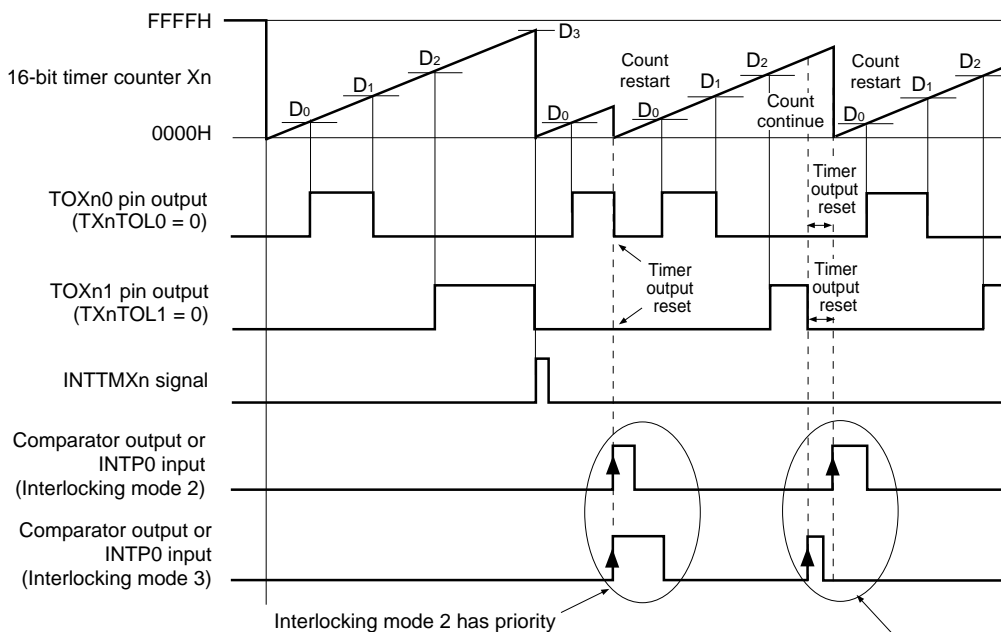 FFFFH
16-bit timer counter Xn
0000H
D0
D1
D2
D3
D0
Count
restart
D0
D1
D2
Count
continue
Count
restart
D0
D1
D2
TOXn0 pin output
(TXnTOL0 = 0)
Timer
output
reset
TOXn1 pin output
(TXnTOL1 = 0)
Timer
output
reset
Timer
output
reset
INTTMXn signal
Comparator output or
INTP0 input
(Interlocking mode 2)
Comparator output or
INTP0 input
(Interlocking mode 3)
Interlocking mode 2 has priority